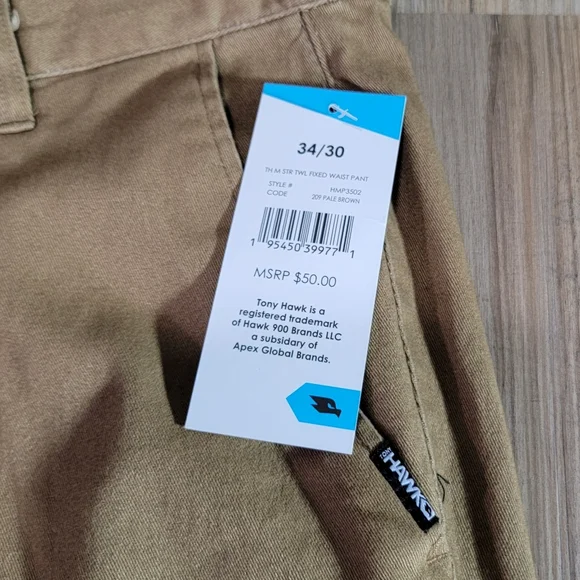 34/30
TH M STR TWL FIXED WAIST PANT
STYLE # HMP3502
CODE 209 PALE BROWN
1 95450 39977 1
MSRP $50.00
Tony Hawk is a
registered trademark
of Hawk 900 Brands LLC
a subsidary of
Apex Global Brands.
TONY
HAWK